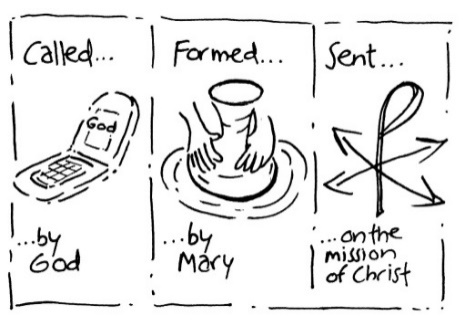 Called...
God
...by
God
Formed...
...by
Mary
Sent...
...on the
mission
of Christ